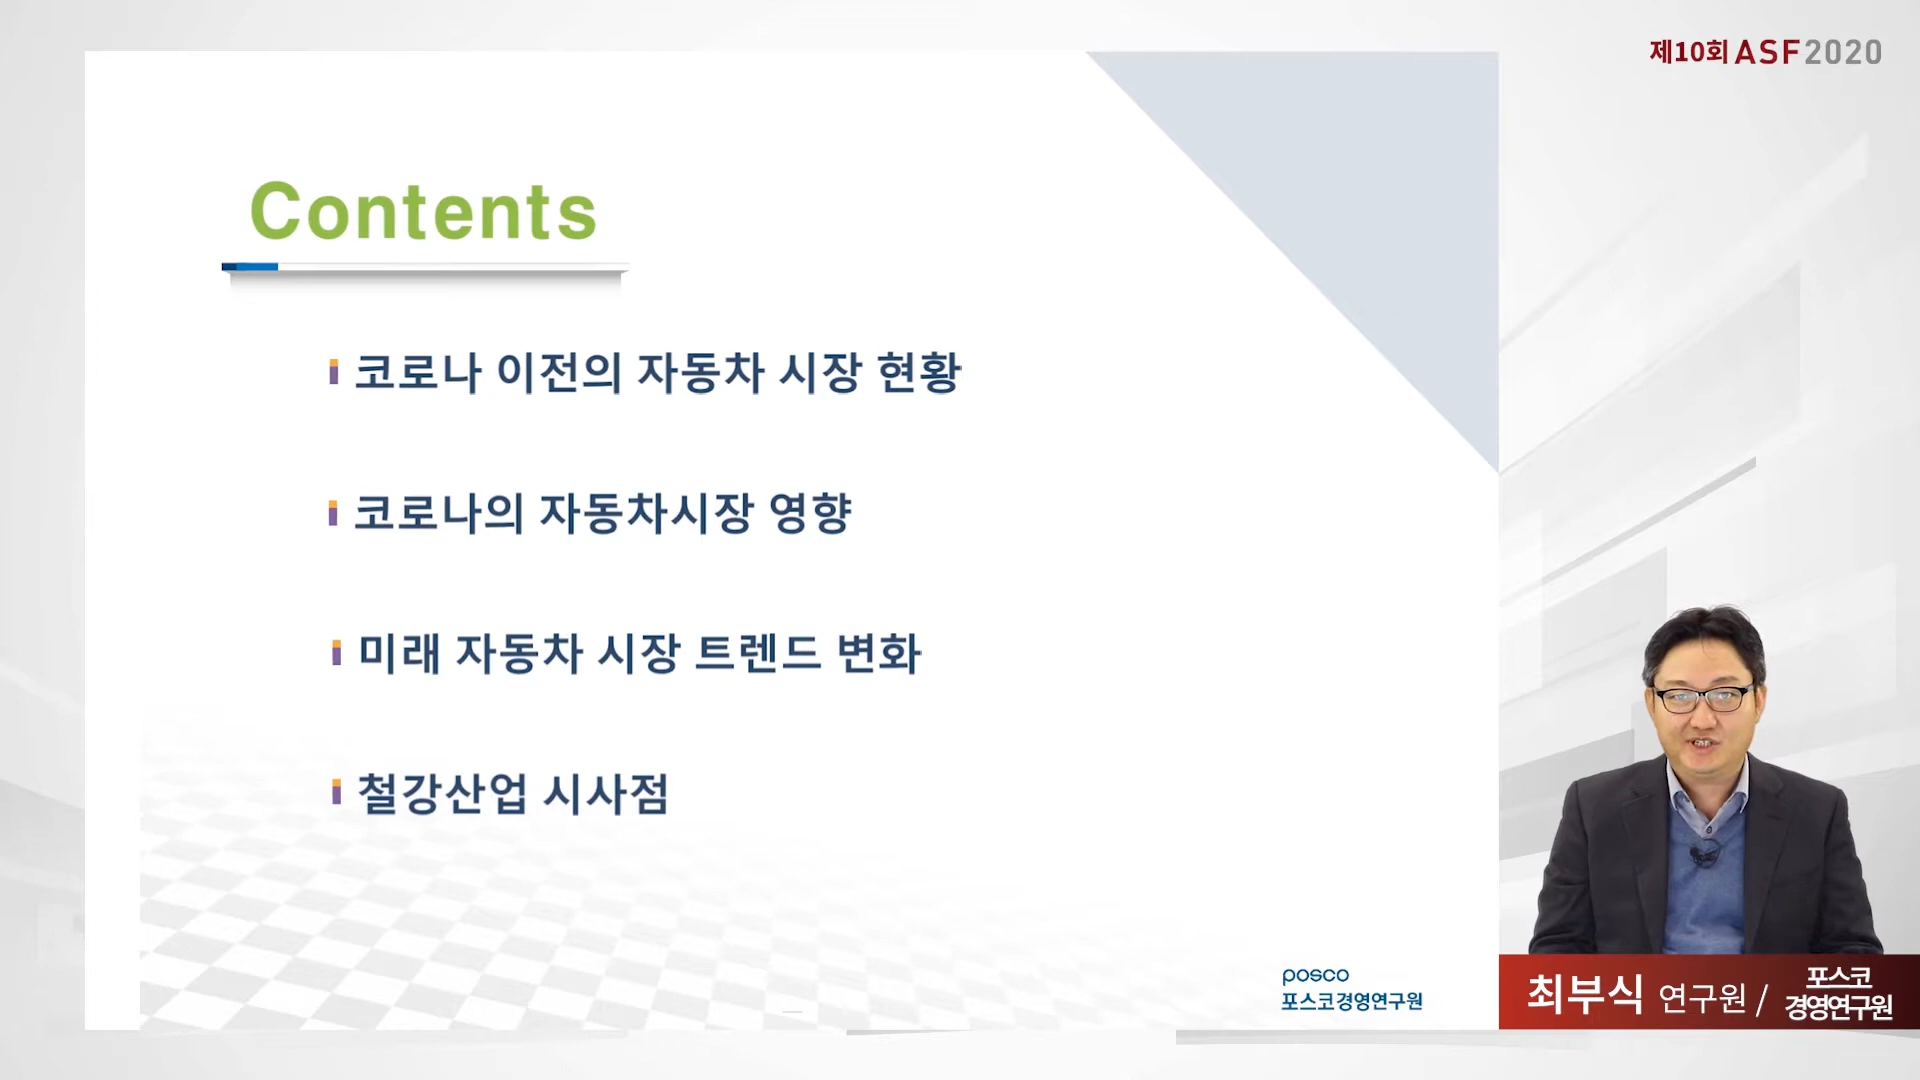 제10회 ASF2020
Contents
코로나 이전의 자동차 시장 현황
코로나의 자동차시장 영향
미래 자동차 시장 트렌드 변화
철강산업 시사점
posco
포스코경영연구원
최부식 연구원 / 포스코
경영연구원